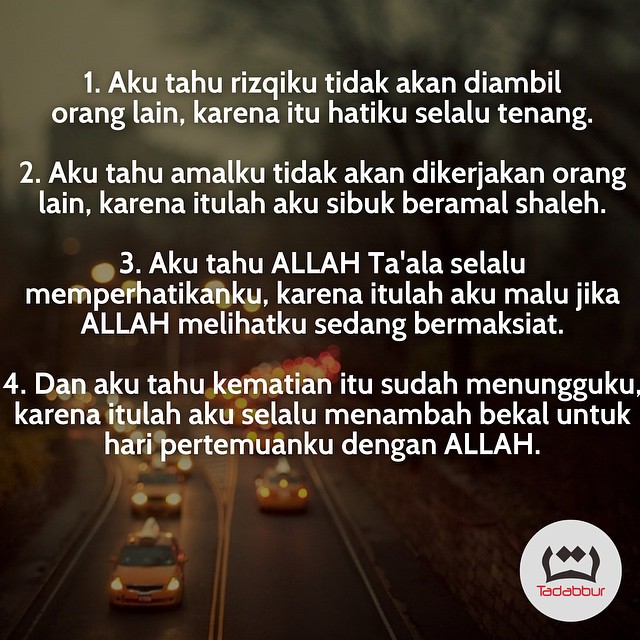 1. Aku tahu rizqiku tidak akan diambil
orang lain, karena itu hatiku selalu tenang.
2. Aku tahu amalku tidak akan dikerjakan orang
lain, karena itulah aku sibuk beramal shaleh.
3. Aku tahu ALLAH Ta'ala selalu
memperhatikanku, karena itulah aku malu jika
ALLAH melihatku sedang bermaksiat.
4. Dan aku tahu kematian itu sudah menungguku,
karena itulah aku selalu menambah bekal untuk
hari pertemuanku dengan ALLAH.
Tadabbur